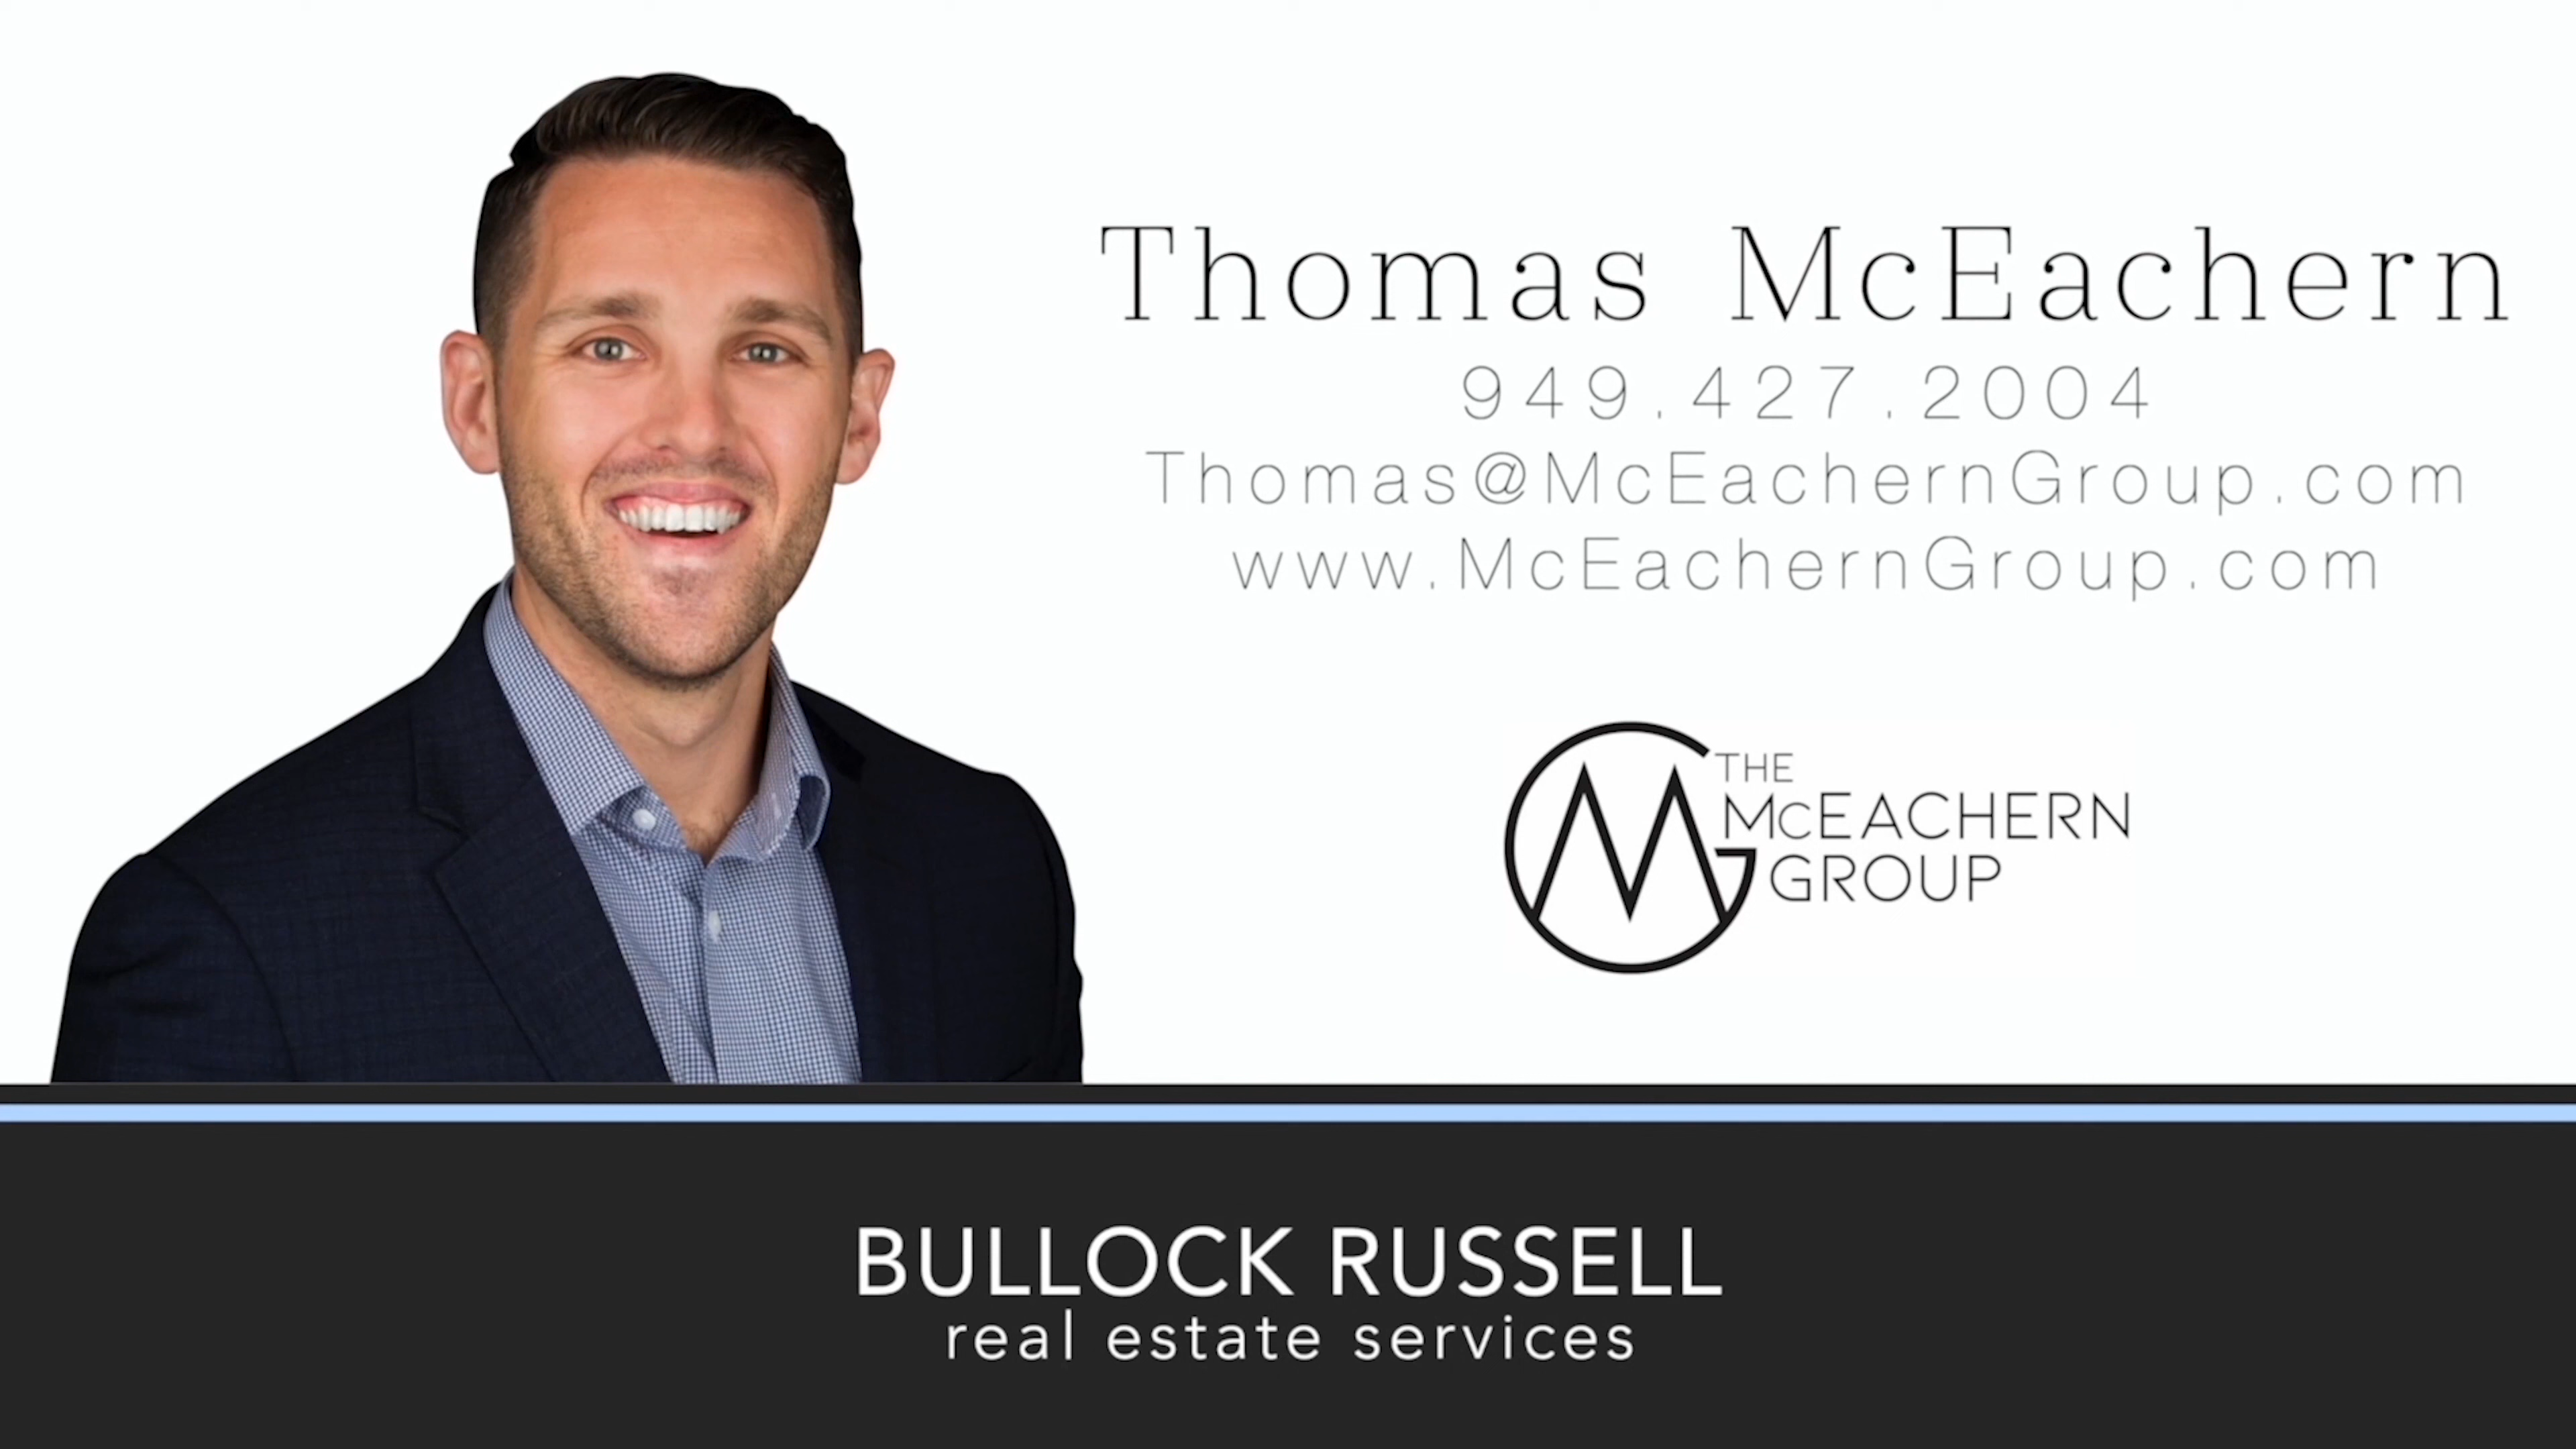 Thomas McEachern
949.427.2004
Thomas@McEachernGroup.com
www.McEachernGroup.com
THE
McEACHERN
GROUP
BULLOCK RUSSELL
real estate services